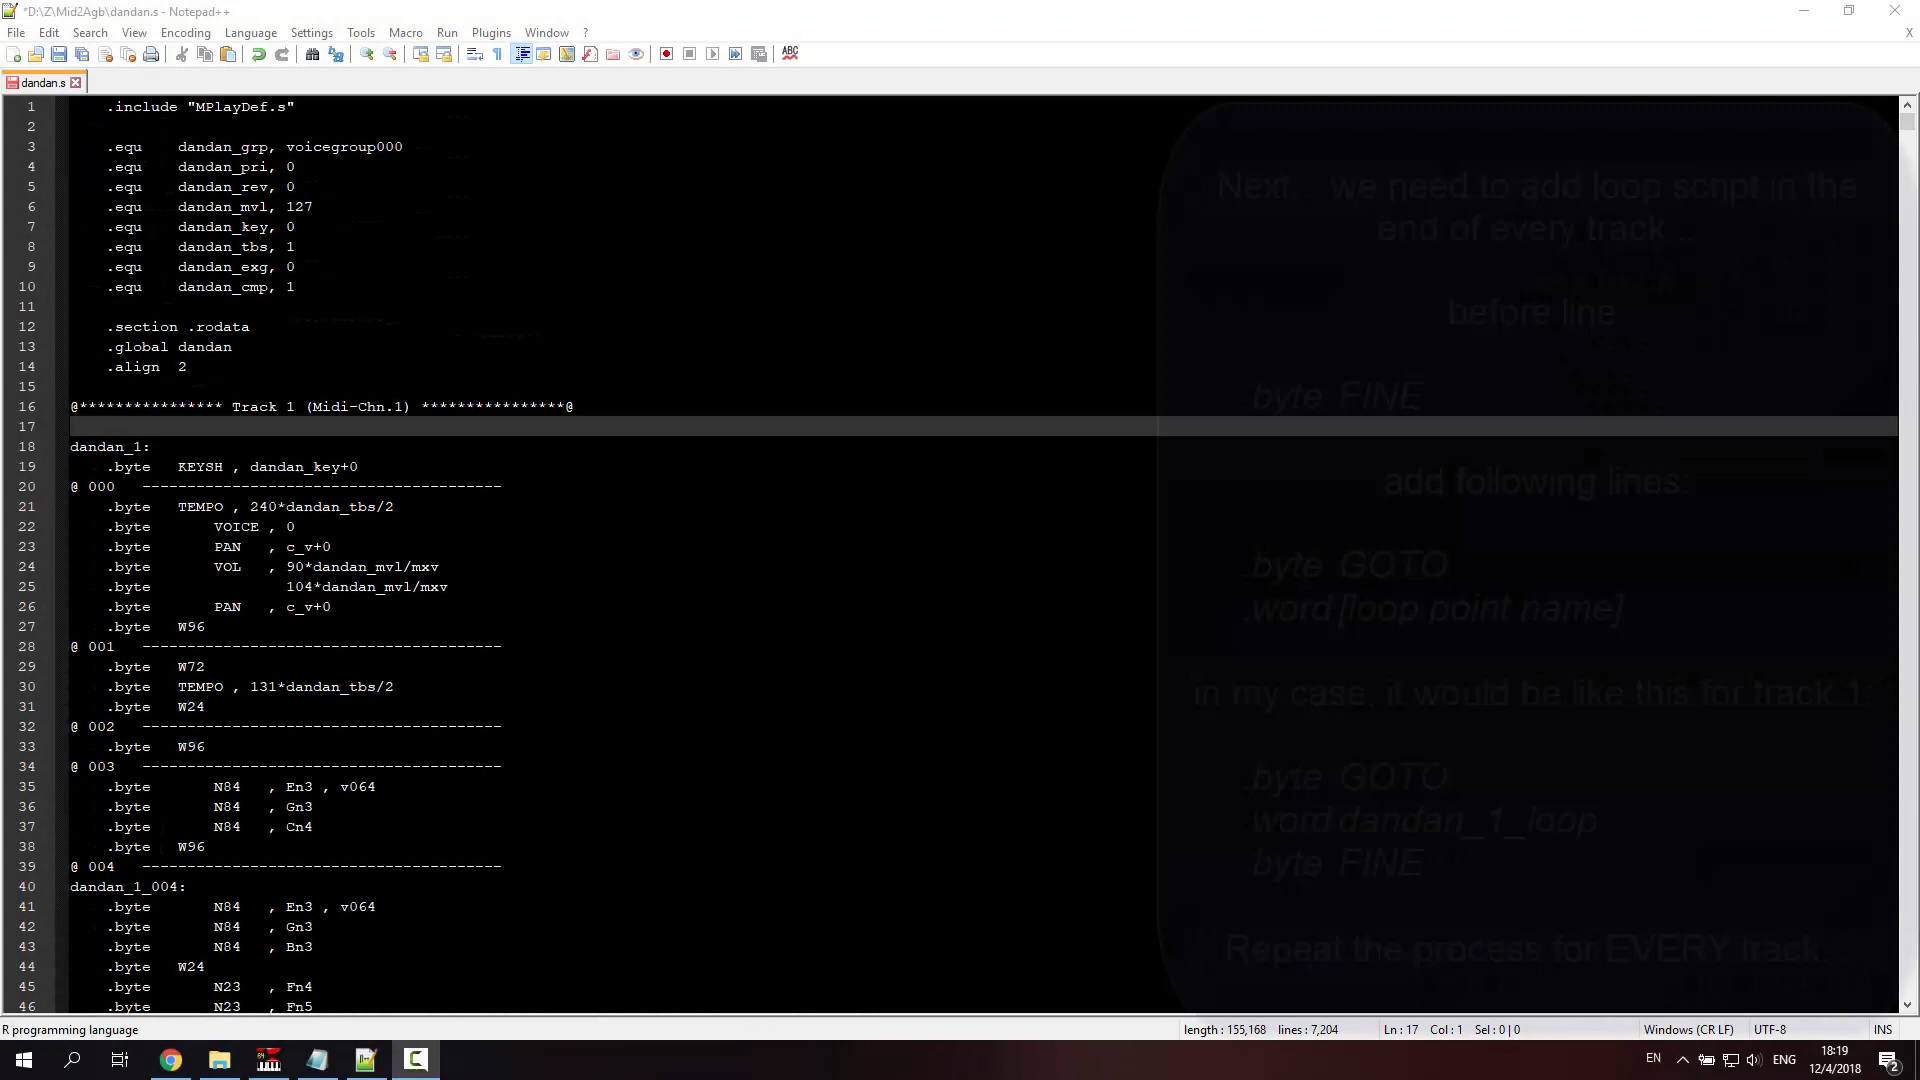 *D:\Z\Mid2Agb\dandan.s - Notepad++
File Edit Search View Encoding Language Settings Tools Macro Run Plugins Window ? X
ABC
dandan.s
1 .include "MPlayDef.s"
2
3 .equ dandan_grp, voicegroup000
4 .equ dandan_pri, 0
5 .equ dandan_rev, 0
6 .equ dandan_mvl, 127
7 .equ dandan_key, 0
8 .equ dandan_tbs, 1
9 .equ dandan_exg, 0
10 .equ dandan_cmp, 1
11
12 .section .rodata
13 .global dandan
14 .align 2
15
16 @**************** Track 1 (Midi-Chn.1) ****************@
17
18 dandan_1:
19 .byte KEYSH , dandan_key+0
20 @ 000 ----------------------------------------
21 .byte TEMPO , 240*dandan_tbs/2
22 .byte VOICE , 0
23 .byte PAN , c_v+0
24 .byte VOL , 90*dandan_mvl/mxv
25 .byte 104*dandan_mvl/mxv
26 .byte PAN , c_v+0
27 .byte W96
28 @ 001 ----------------------------------------
29 .byte W72
30 .byte TEMPO , 131*dandan_tbs/2
31 .byte W24
32 @ 002 ----------------------------------------
33 .byte W96
34 @ 003 ----------------------------------------
35 .byte N84 , En3 , v064
36 .byte N84 , Gn3
37 .byte N84 , Cn4
38 .byte W96
39 @ 004 ----------------------------------------
40 dandan_1_004:
41 .byte N84 , En3 , v064
42 .byte N84 , Gn3
43 .byte N84 , Bn3
44 .byte W24
45 .byte N23 , Fn4
46 .byte N23 , Fn5
Next.. we need to add loop script in the
end of every track ..
before line
.byte FINE
add following lines:
.byte GOTO
.word [loop point name]
in my case, it would be like this for track 1:
.byte GOTO
.word dandan_1_loop
.byte FINE
Repeat the process for EVERY track..
R programming language length : 155,168 lines : 7,204 Ln : 17 Col : 1 Sel : 0 | 0 Windows (CR LF) UTF-8 INS
EN ENG 18:19
12/4/2018 2